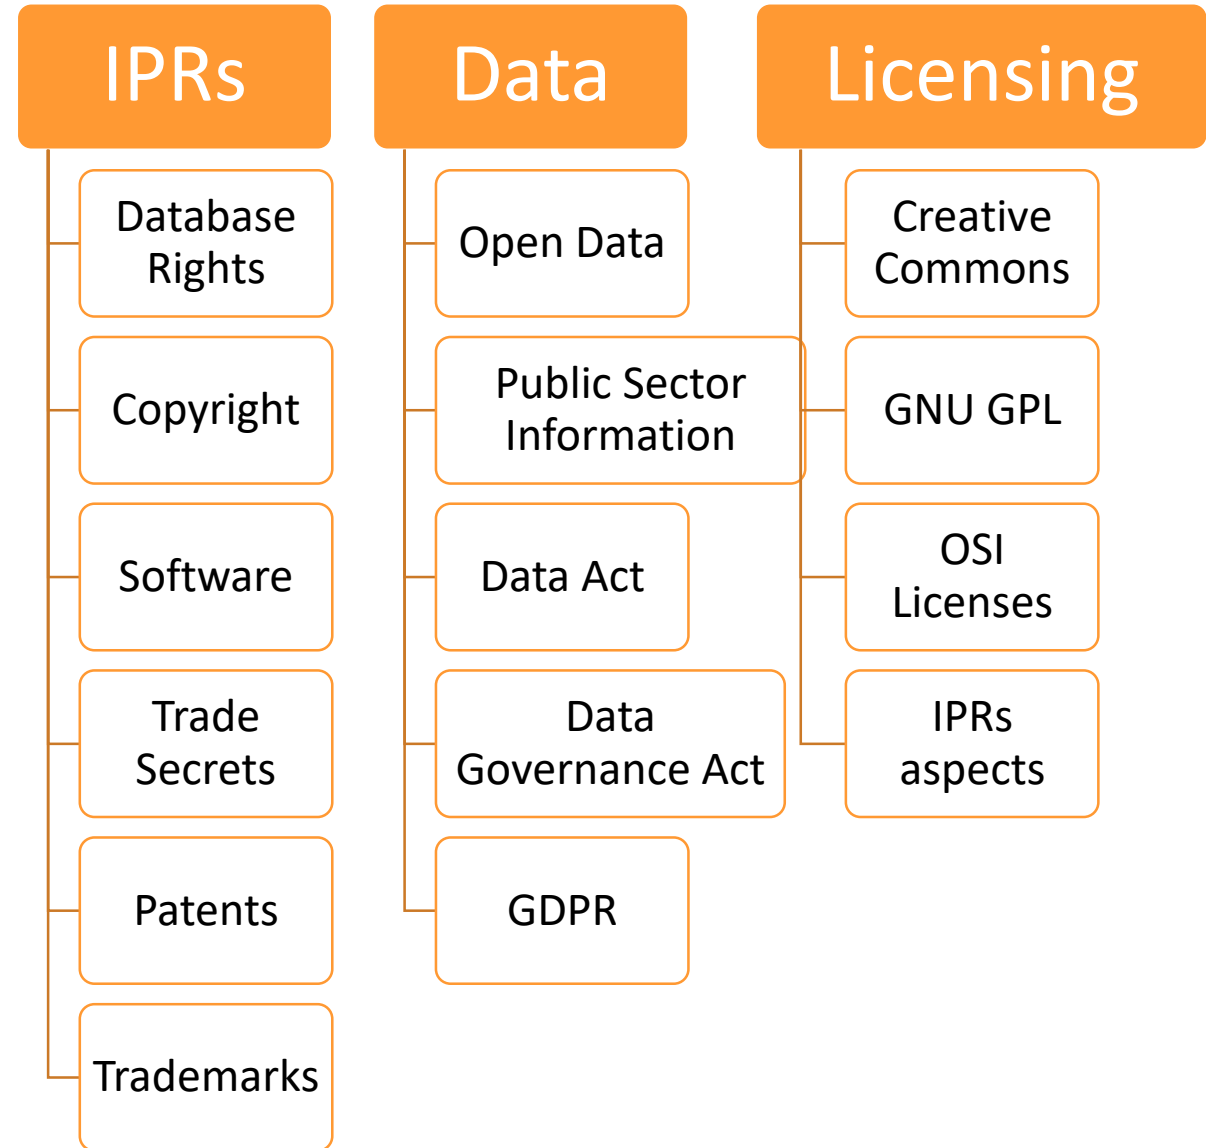 IPRs
Database
Rights
Copyright
Software
Trade
Secrets
Patents
Trademarks
Data
Open Data
Public Sector
Information
Data Act
Data
Governance Act
GDPR
Licensing
Creative
Commons
GNU GPL
OSI
Licenses
IPRs
aspects